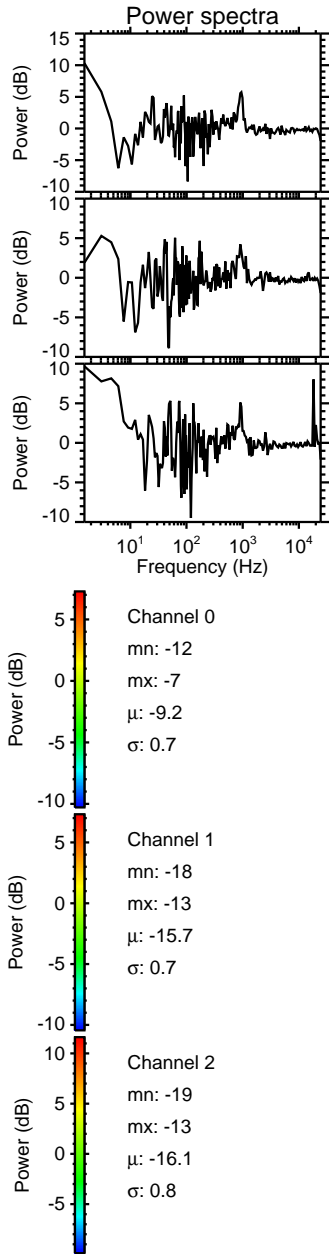 Power spectra
15
10
5
0
-5
-10
Power (dB)
10
5
0
-5
-10
Power (dB)
10
5
0
-5
-10
Power (dB)
10¹ 10² 10³ 10⁴
Frequency (Hz)
5
0
-5
-10
Power (dB)
Channel 0
mn: -12
mx: -7
μ: -9.2
σ: 0.7
5
0
-5
-10
Power (dB)
Channel 1
mn: -18
mx: -13
μ: -15.7
σ: 0.7
10
5
0
-5
Power (dB)
Channel 2
mn: -19
mx: -13
μ: -16.1
σ: 0.8